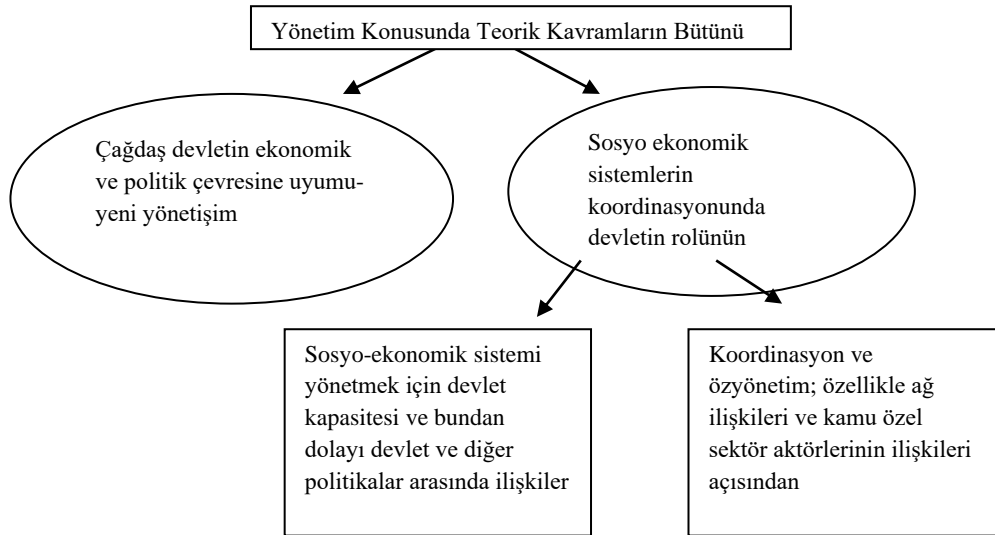 Yönetim Konusunda Teorik Kavramların Bütünü
Çağdaş devletin ekonomik
ve politik çevresine uyumu-
yeni yönetişim
Sosyo ekonomik
sistemlerin
koordinasyonunda
devletin rolünün
Sosyo-ekonomik sistemi
yönetmek için devlet
kapasitesi ve bundan
dolayı devlet ve diğer
politikalar arasında ilişkiler
Koordinasyon ve
özyönetim; özellikle ağ
ilişkileri ve kamu özel
sektör aktörlerinin ilişkileri
açısından